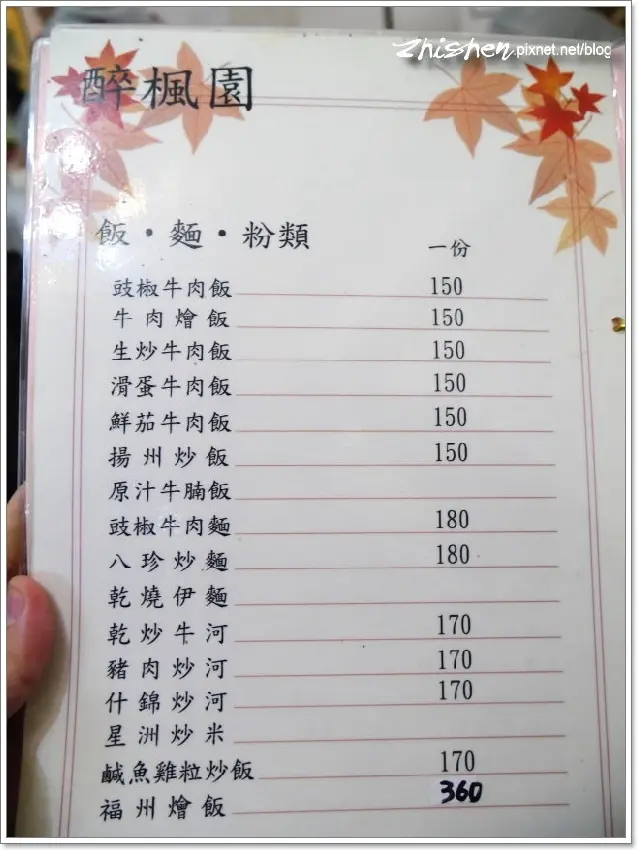 zhishen.pixnet.net/blog
醉楓園
飯・麵・粉類 一份
豉椒牛肉飯 150
牛肉燴飯 150
生炒牛肉飯 150
滑蛋牛肉飯 150
鮮茄牛肉飯 150
揚州炒飯 150
原汁牛腩飯
豉椒牛肉麵 180
八珍炒麵 180
乾燒伊麵
乾炒牛河 170
豬肉炒河 170
什錦炒河 170
星洲炒米
鹹魚雞粒炒飯 170
福州燴飯 360